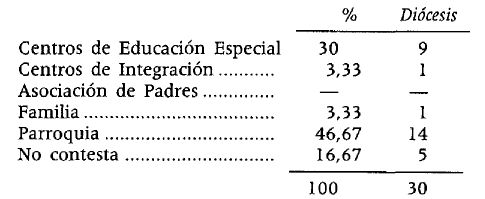 % Diócesis
Centros de Educación Especial 30 9
Centros de Integración ........... 3,33 1
Asociación de Padres .............. — —
Familia ................................... 3,33 1
Parroquia ............................... 46,67 14
No contesta ............................ 16,67 5
100 30